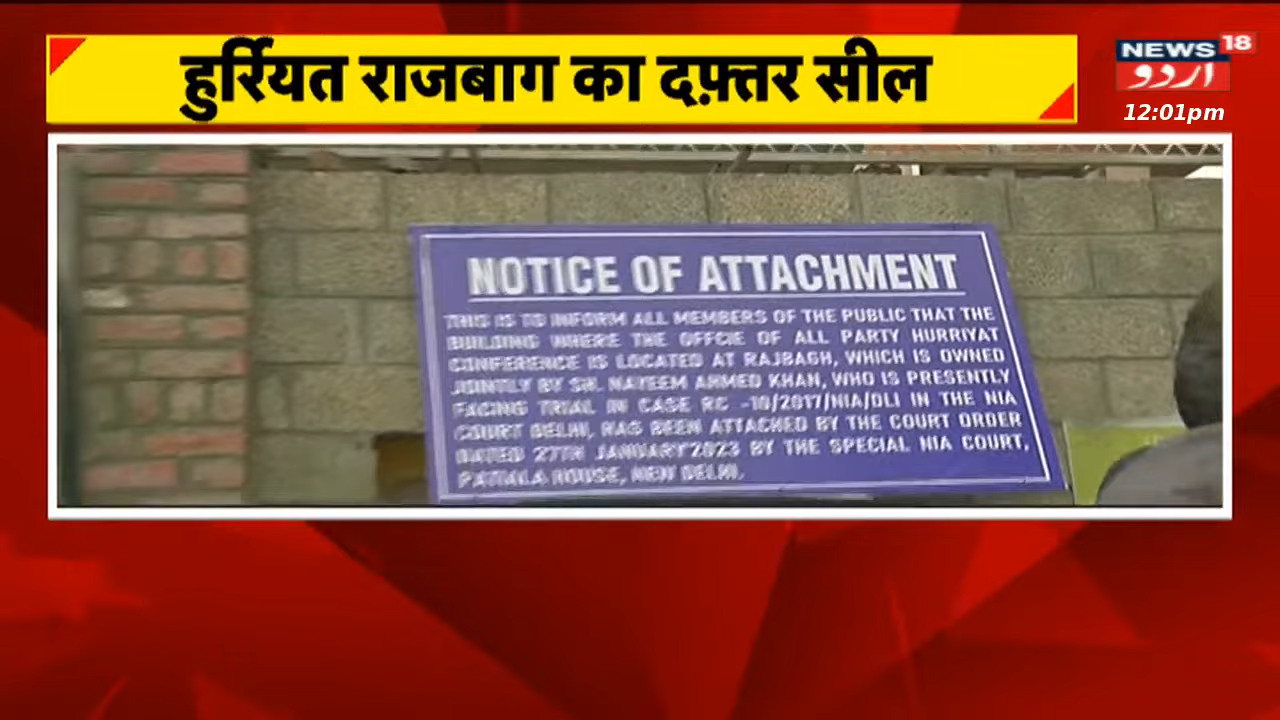 हुर्रियत राजबाग का दफ़्तर सील
NEWS 18
اردو
12:01pm
NOTICE OF ATTACHMENT
THIS IS TO INFORM ALL MEMBERS OF THE PUBLIC THAT THE
BUILDING WHERE THE OFFCIE OF ALL PARTY HURRIYAT
CONFERENCE IS LOCATED AT RAJBAGH, WHICH IS OWNED
JOINTLY BY SH. NAYEEM AHMED KHAN, WHO IS PRESENTLY
FACING TRIAL IN CASE RC -10/2017/NIA/DLI IN THE NIA
COURT DELHI, HAS BEEN ATTACHED BY THE COURT ORDER
DATED 27TH JANUARY2023 BY THE SPECIAL NIA COURT,
PATIALA HOUSE, NEW DELHI.